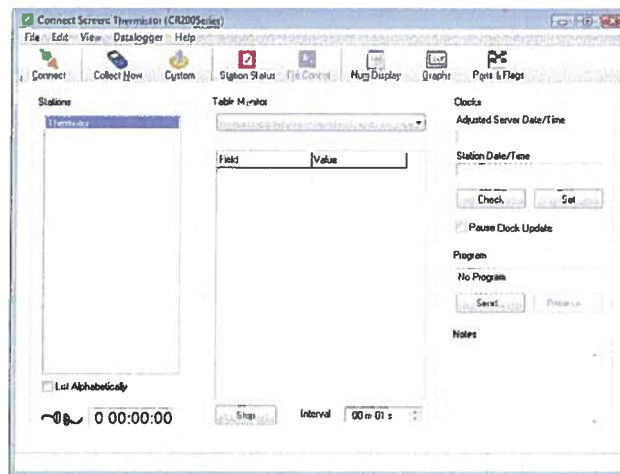 Connect Screen: Thermistor (CR200Series)
File Edit View Datalogger Help
Connect Collect Now Custom Station Status File Control Num Display Graphs Ports & Flags
Stations
Thermistor
List Alphabetically
0 00:00:00
Table Monitor
Field Value
Stop Interval 00 m 01 s
Clocks
Adjusted Server Date/Time
Station Date/Time
Check Set
Pause Clock Update
Program
No Program
Send
Notes